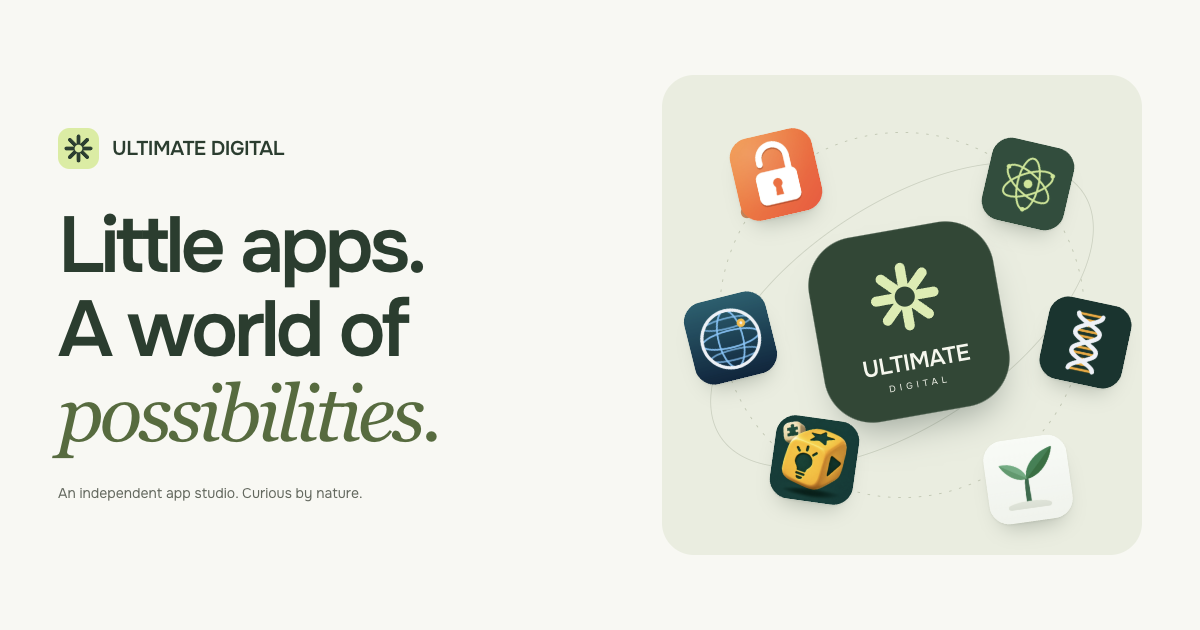 ULTIMATE DIGITAL
Little apps.
A world of
possibilities.
An independent app studio. Curious by nature.
ULTIMATE
DIGITAL